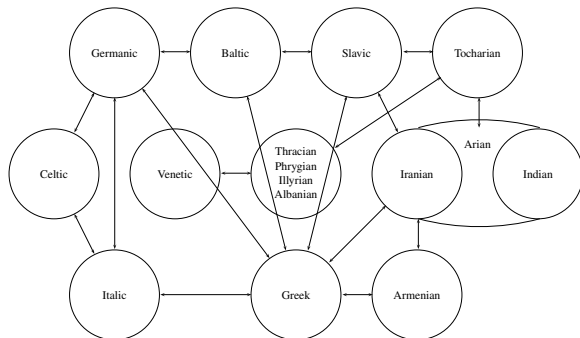 Germanic
Baltic
Slavic
Tocharian
Arian
Celtic
Venetic
Thracian
Phrygian
Illyrian
Albanian
Iranian
Indian
Italic
Greek
Armenian